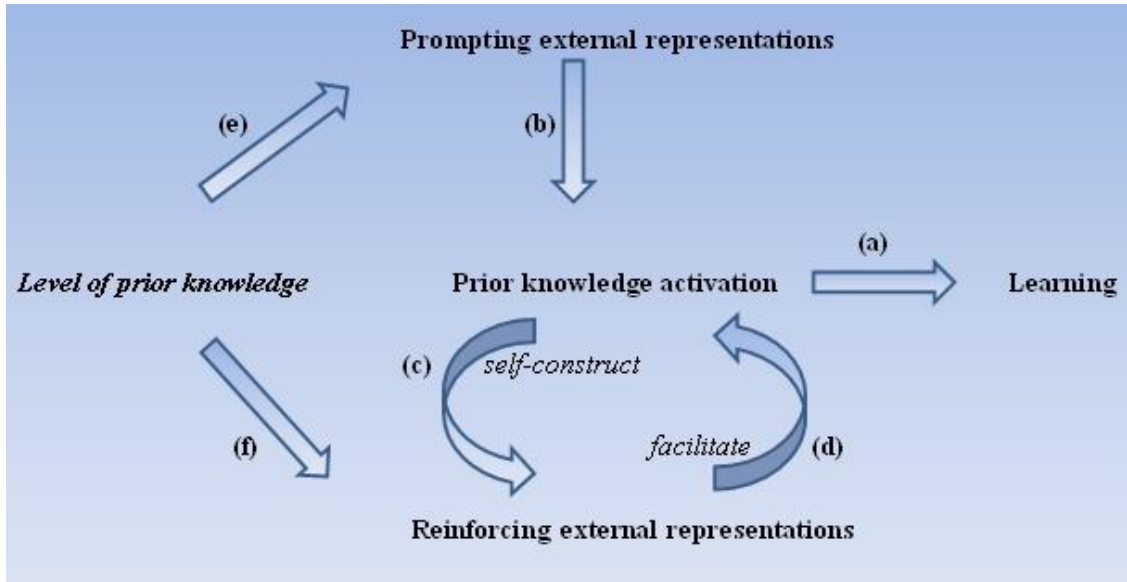 Prompting external representations
(e)
(b)
(a)
Level of prior knowledge
Prior knowledge activation
Learning
(c)
self-construct
(f)
facilitate
(d)
Reinforcing external representations